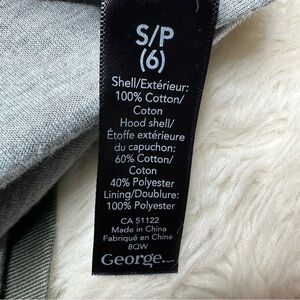 S/P
(6)
Shell/Extérieur:
100% Cotton/
Coton
Hood shell/
Étoffe extérieure
du capuchon:
60% Cotton/
Coton
40% Polyester
Lining/Doublure:
100% Polyester
CA 51122
Made in China
Fabriqué en Chine
8QW
George